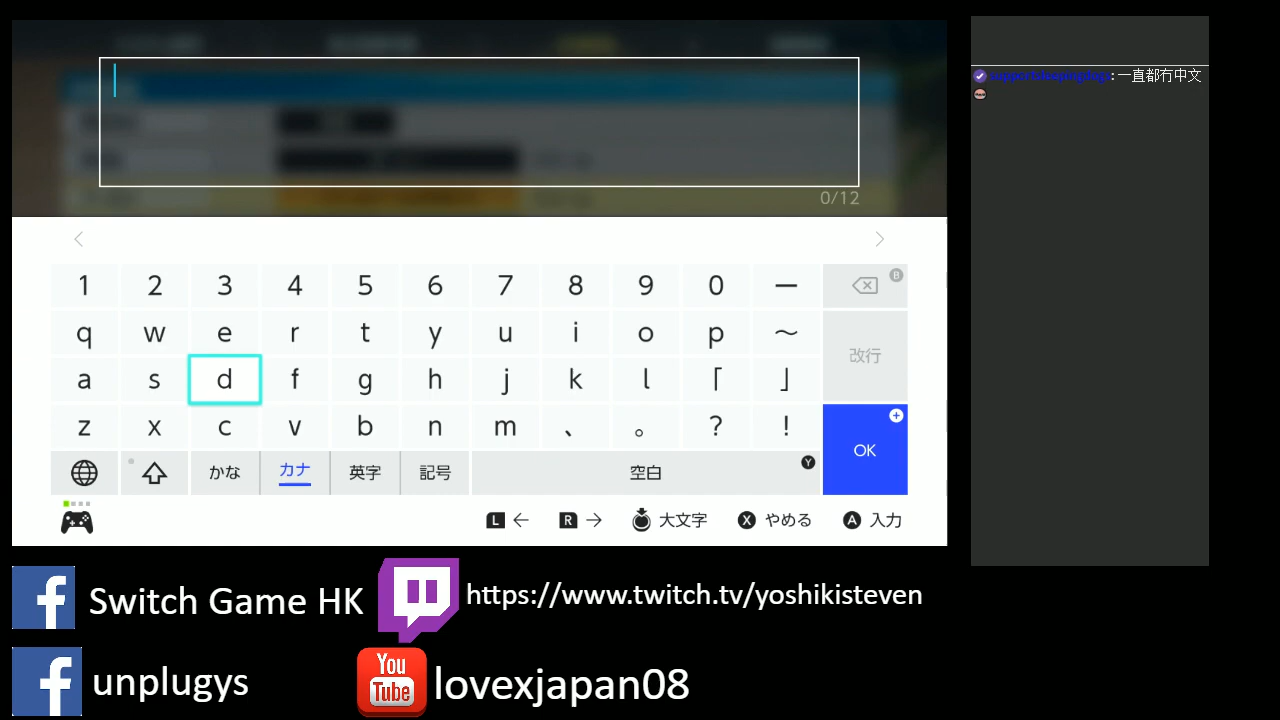 0/12
1 2 3 4 5 6 7 8 9 0 ー
q w e r t y u i o p ～
a s d f g h j k l 「 」
z x c v b n m 、 。 ? !
B
改行
OK
かな カナ 英字 記号 空白 Y
L ← R → 大文字 X やめる A 入力
: 一直都冇中文
Switch Game HK
https://www.twitch.tv/yoshikisteven
unplugys
You Tube
lovexjapan08